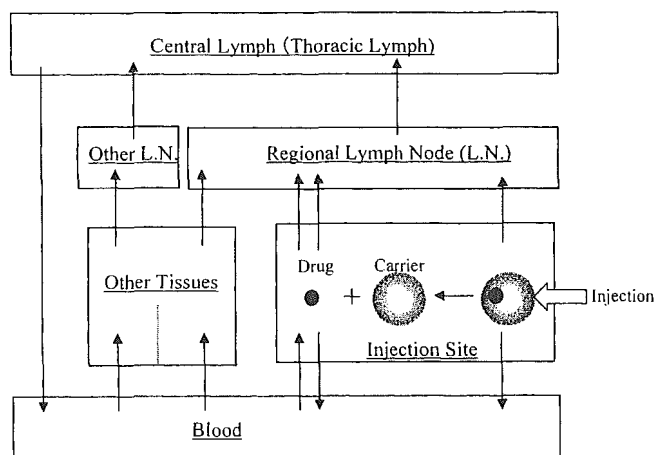 Central Lymph (Thoracic Lymph)
Other L.N.
Regional Lymph Node (L.N.)
Drug
Carrier
Other Tissues
+
Injection
Injection Site
Blood